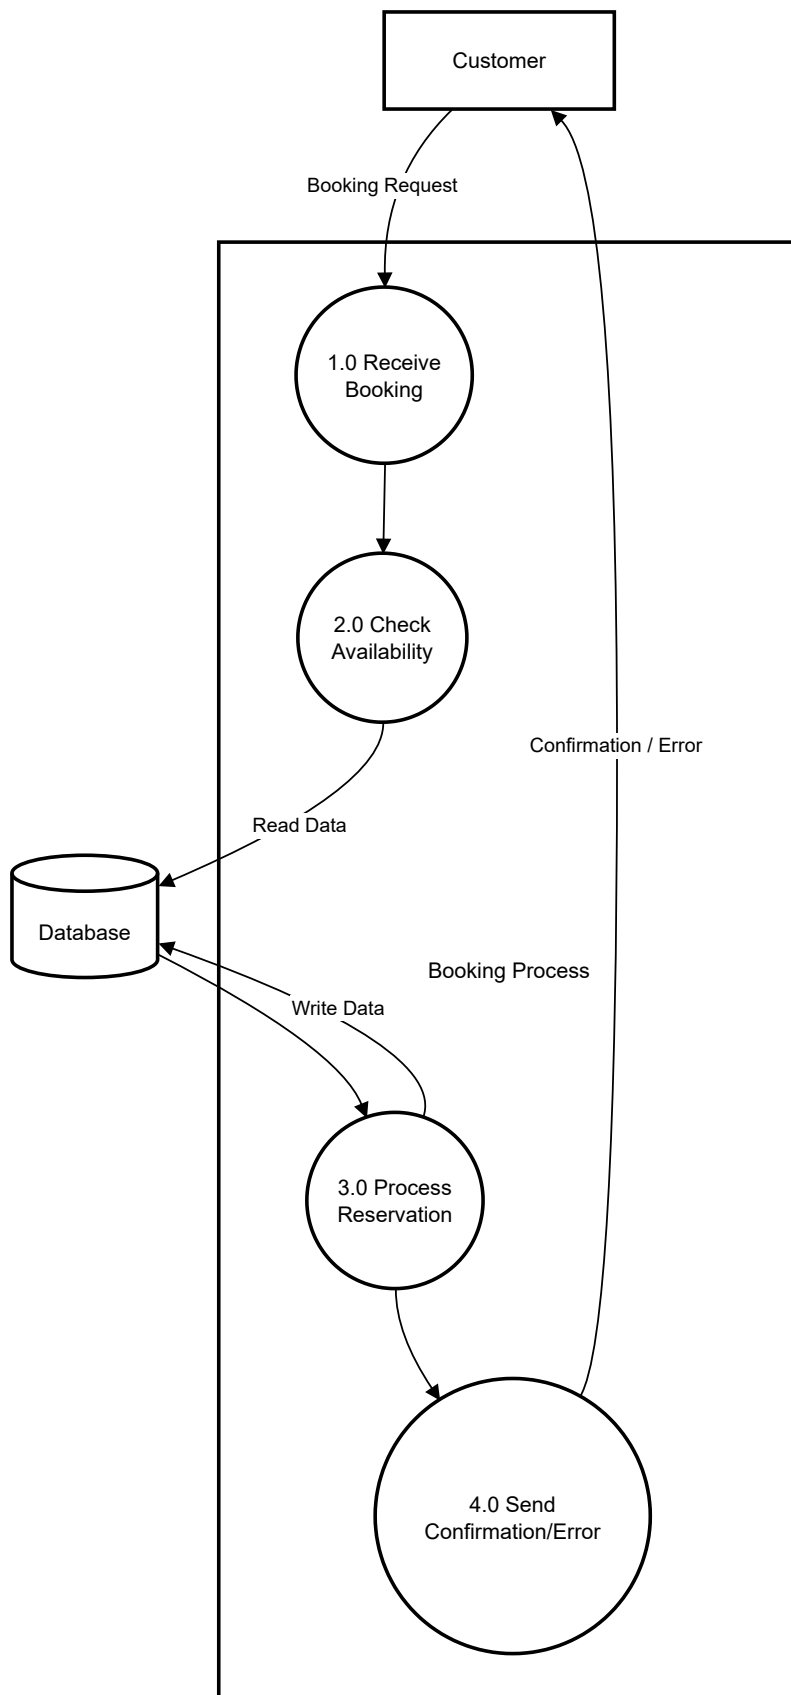 Customer
Booking Request
1.0 Receive
Booking
2.0 Check
Availability
Confirmation / Error
Read Data
Database
Booking Process
Write Data
3.0 Process
Reservation
4.0 Send
Confirmation/Error